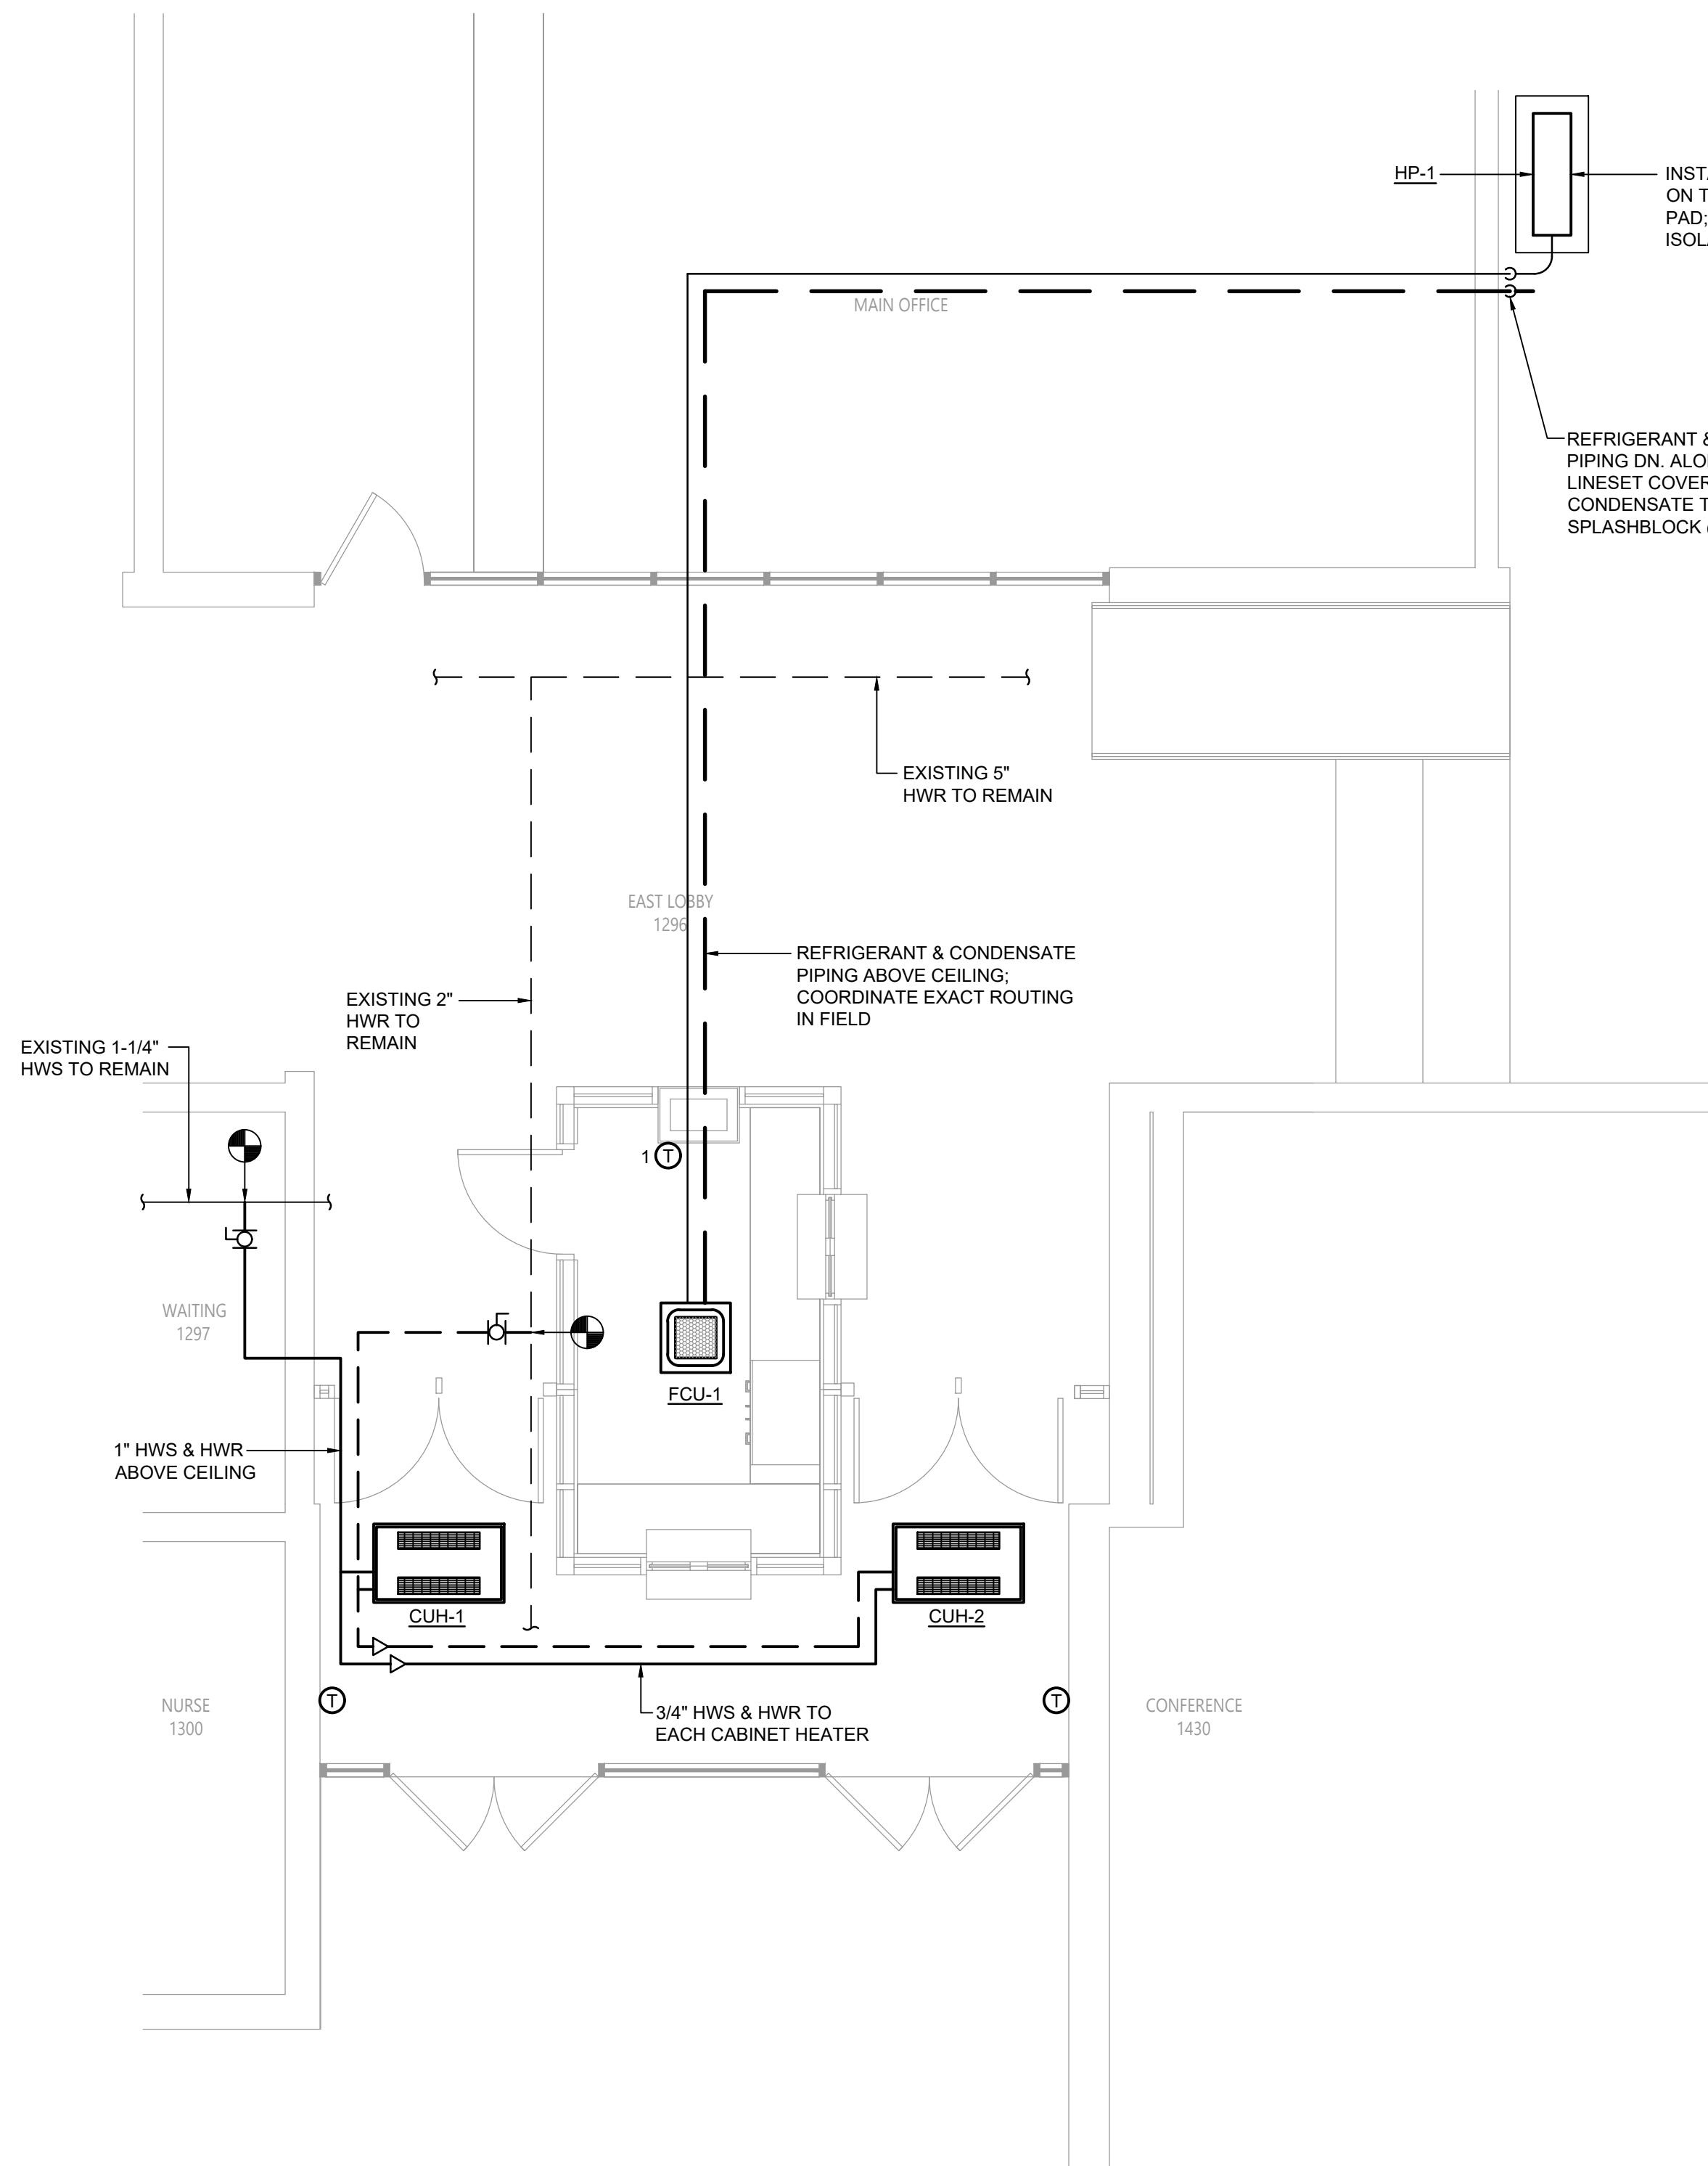 HP-1
INSTA
ON T
PAD;
ISOL
MAIN OFFICE
REFRIGERANT &
PIPING DN. ALO
LINESET COVER
CONDENSATE T
SPLASHBLOCK
EXISTING 5"
HWR TO REMAIN
EAST LOBBY
1296
REFRIGERANT & CONDENSATE
PIPING ABOVE CEILING;
COORDINATE EXACT ROUTING
IN FIELD
EXISTING 2"
HWR TO
REMAIN
EXISTING 1-1/4"
HWS TO REMAIN
1 T
WAITING
1297
FCU-1
1" HWS & HWR
ABOVE CEILING
CUH-1
CUH-2
NURSE
1300
T
T
CONFERENCE
1430
3/4" HWS & HWR TO
EACH CABINET HEATER